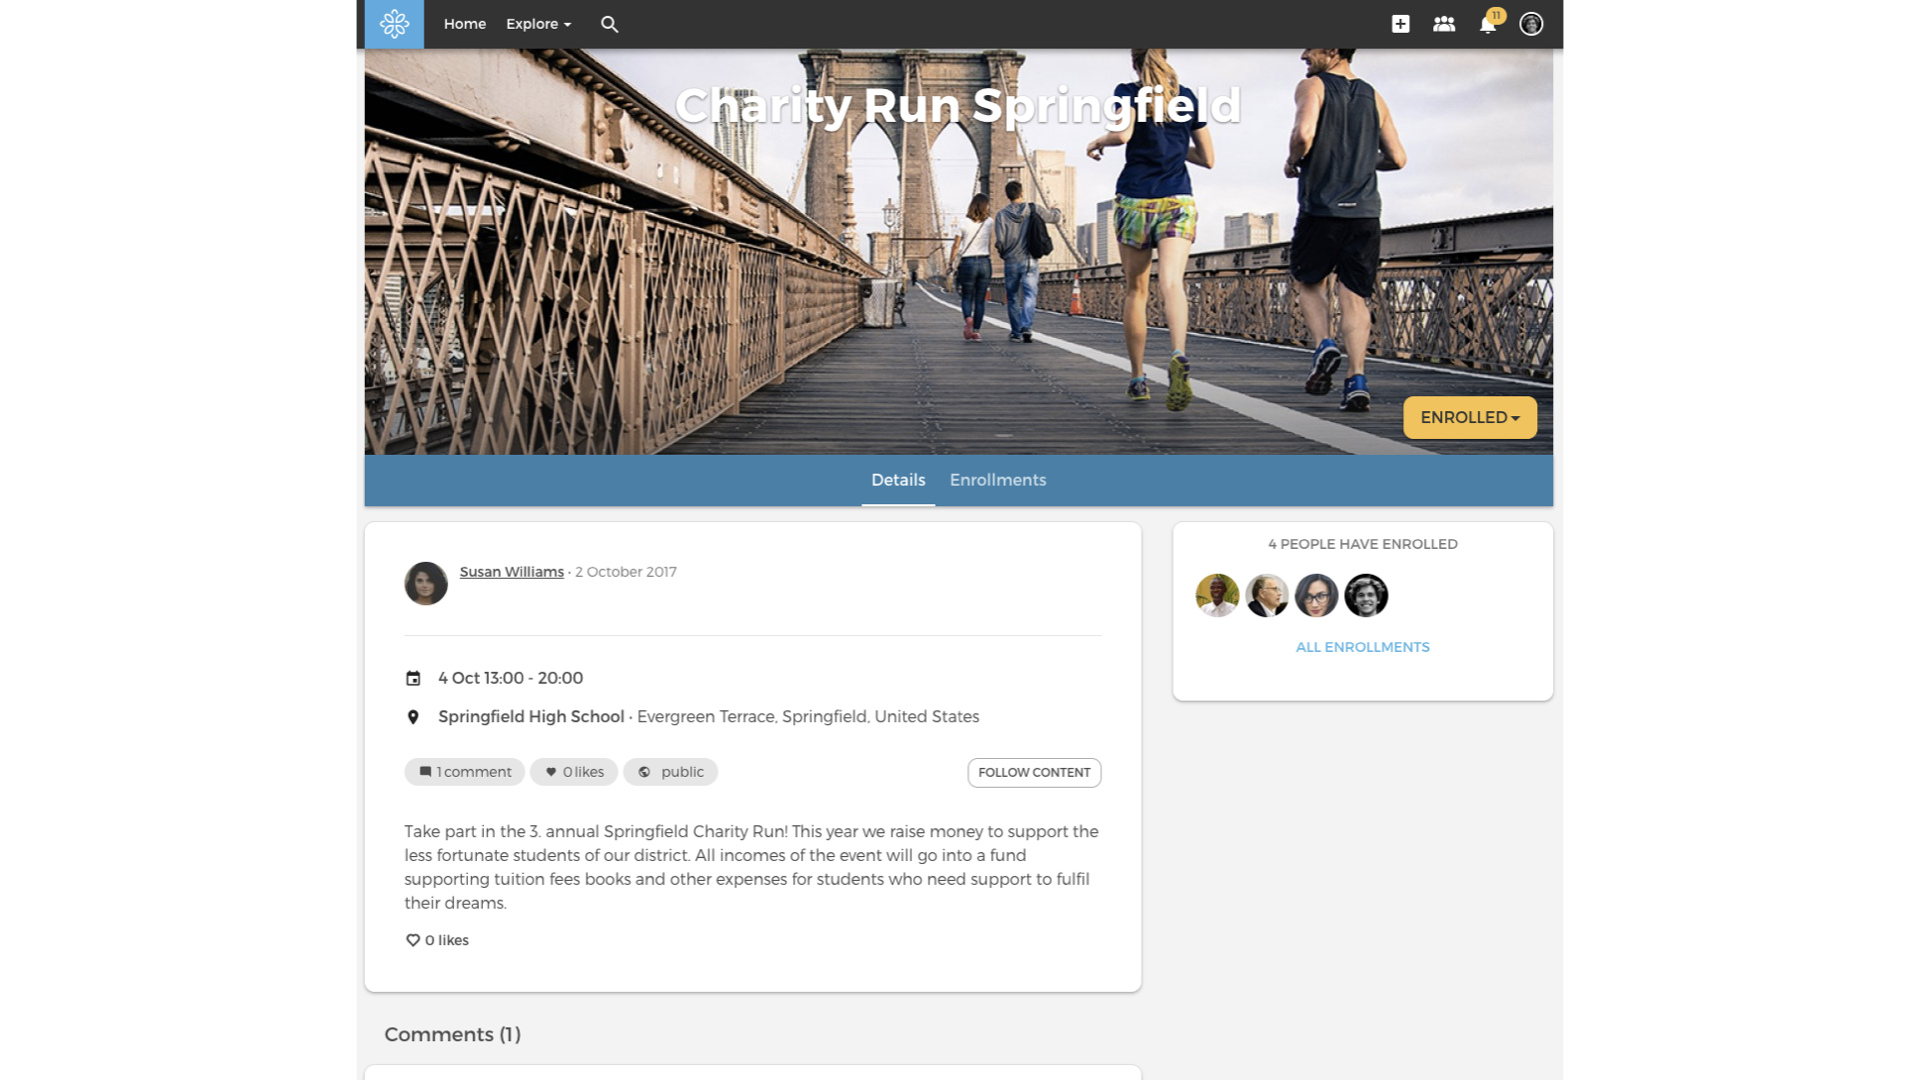 Home Explore
11
Charity Run Springfield
ENROLLED
Details Enrollments
Susan Williams · 2 October 2017
4 Oct 13:00 - 20:00
Springfield High School · Evergreen Terrace, Springfield, United States
1 comment 0 likes public FOLLOW CONTENT
Take part in the 3. annual Springfield Charity Run! This year we raise money to support the
less fortunate students of our district. All incomes of the event will go into a fund
supporting tuition fees books and other expenses for students who need support to fulfil
their dreams.
0 likes
4 PEOPLE HAVE ENROLLED
ALL ENROLLMENTS
Comments (1)